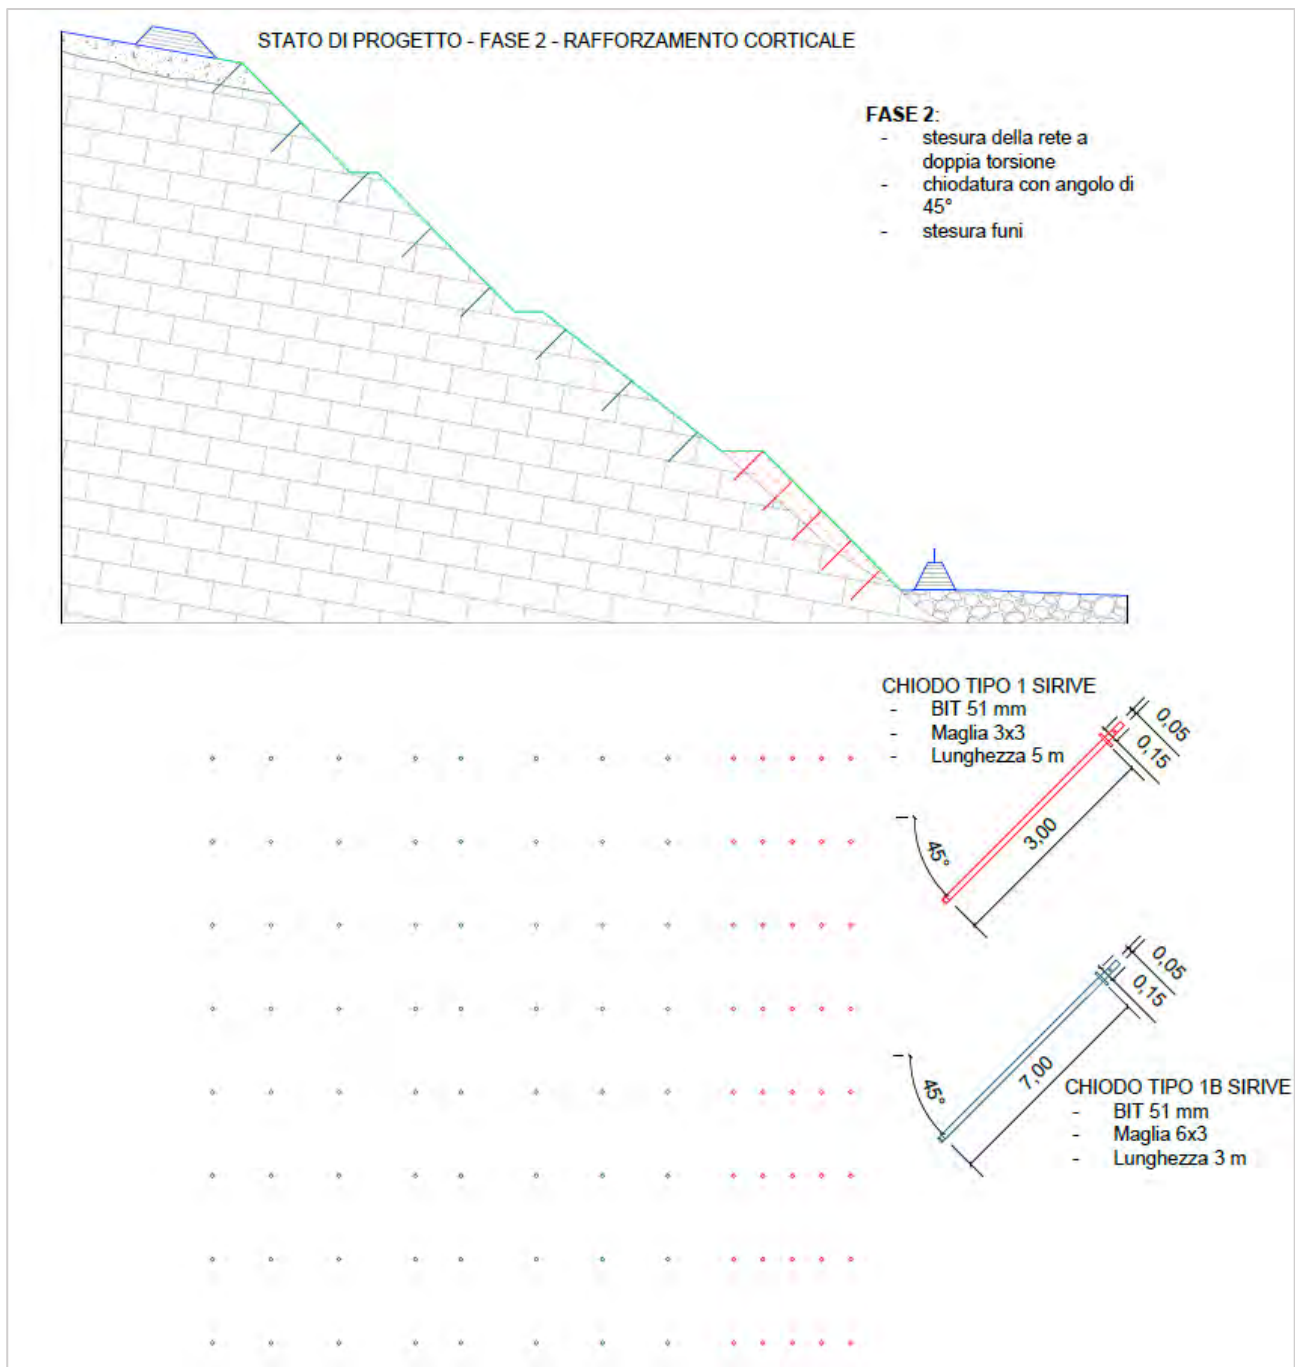 STATO DI PROGETTO - FASE 2 - RAFFORZAMENTO CORTICALE
FASE 2:
- stesura della rete a
doppia torsione
- chiodatura con angolo di
45°
- stesura funi
CHIODO TIPO 1 SIRIVE
- BIT 51 mm
- Maglia 3x3
- Lunghezza 5 m
0,05
0,15
3,00
45°
0,05
0,15
7,00
45°
CHIODO TIPO 1B SIRIVE
- BIT 51 mm
- Maglia 6x3
- Lunghezza 3 m